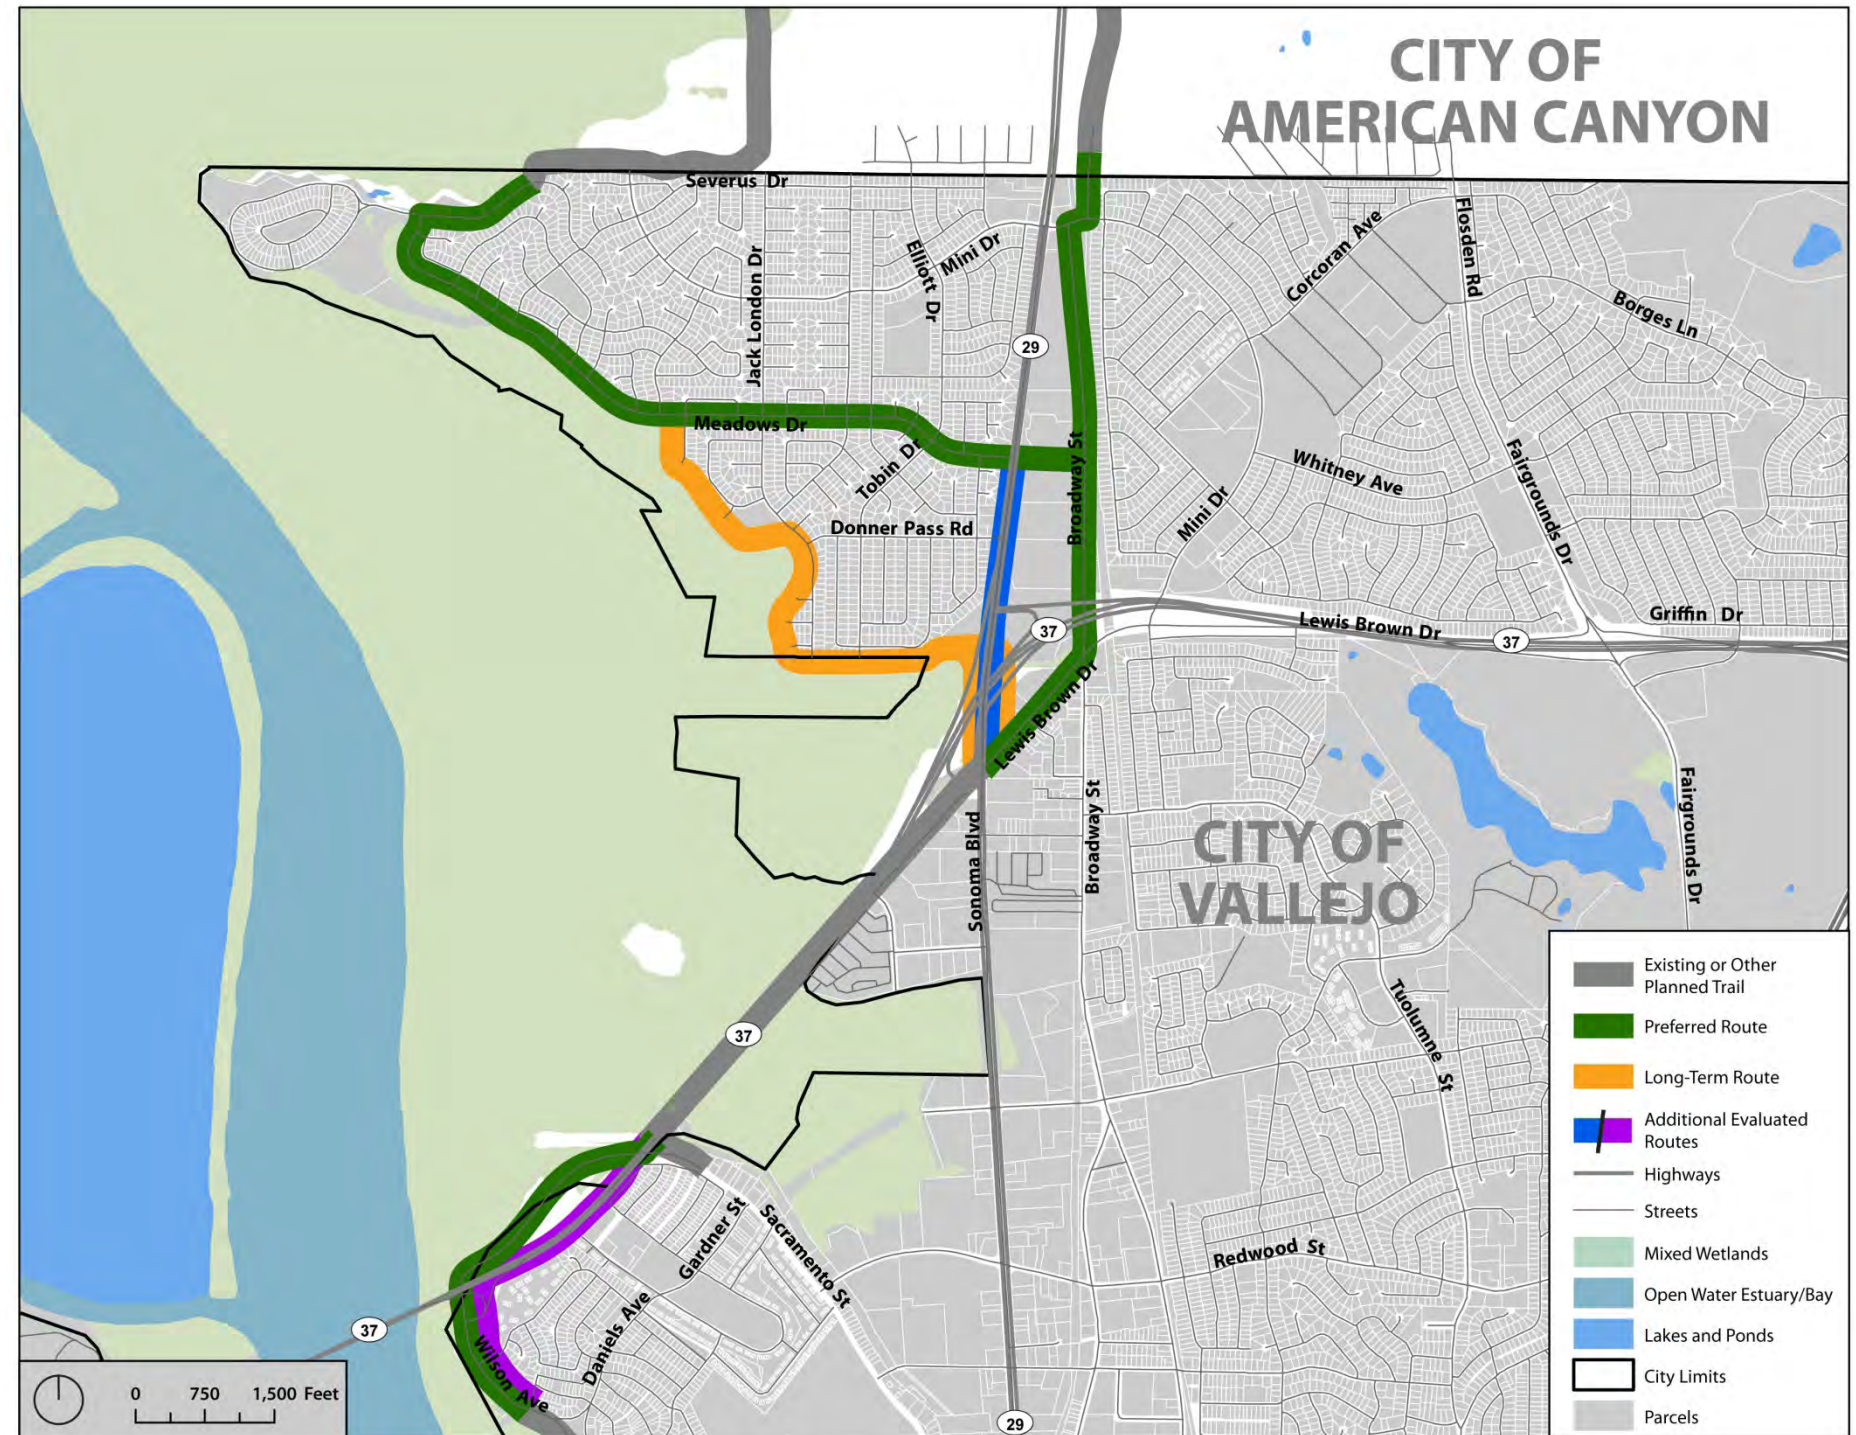 CITY OF
AMERICAN CANYON
Severus Dr
Jack London Dr
Elliott Dr
Mini Dr
Corcoran Ave
Flosden Rd
Borges Ln
29
Meadows Dr
Tobin Dr
Broadway St
Whitney Ave
Mini Dr
Fairgrounds Dr
Donner Pass Rd
37
Lewis Brown Dr
37
Griffin Dr
Lewis Brown Dr
Sonoma Blvd
Broadway St
CITY OF
VALLEJO
Fairgrounds Dr
37
Tuolumne St
Gardner St
Sacramento St
Redwood St
Daniels Ave
37
Wilson Ave
29
0 750 1,500 Feet
Existing or Other
Planned Trail
Preferred Route
Long-Term Route
Additional Evaluated
Routes
Highways
Streets
Mixed Wetlands
Open Water Estuary/Bay
Lakes and Ponds
City Limits
Parcels